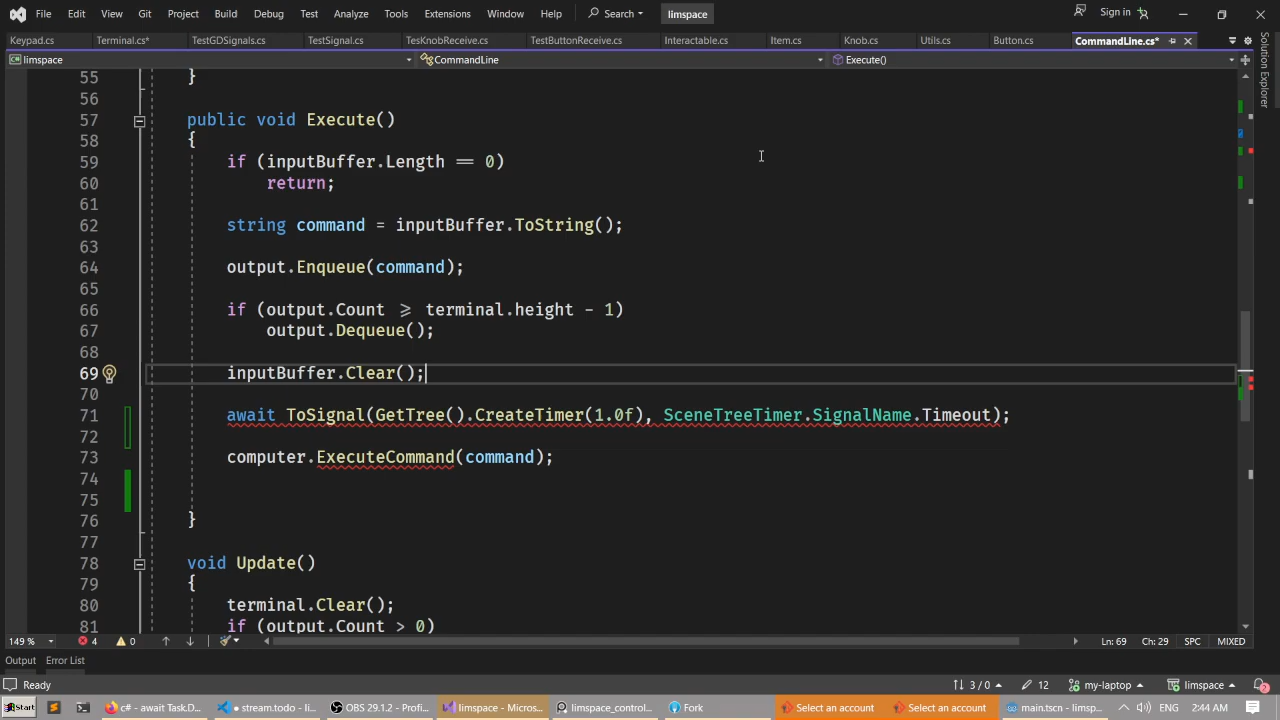 File Edit View Git Project Build Debug Test Analyze Tools Extensions Window Help Search limspace Sign in
Keypad.cs Terminal.cs* TestGDSignals.cs TestSignal.cs TesKnobReceive.cs TestButtonReceive.cs Interactable.cs Item.cs Knob.cs Utils.cs Button.cs CommandLine.cs*
limspace CommandLine Execute()
Solution Explorer
55 }
56
57 public void Execute()
58 {
59 if (inputBuffer.Length == 0)
60 return;
61
62 string command = inputBuffer.ToString();
63
64 output.Enqueue(command);
65
66 if (output.Count >= terminal.height - 1)
67 output.Dequeue();
68
69 inputBuffer.Clear();
70
71 await ToSignal(GetTree().CreateTimer(1.0f), SceneTreeTimer.SignalName.Timeout);
72
73 computer.ExecuteCommand(command);
74
75
76 }
77
78 void Update()
79 {
80 terminal.Clear();
81 if (output.Count > 0)
149 % 4 0 Ln: 69 Ch: 29 SPC MIXED
Output Error List
Ready 3 / 0 12 my-laptop limspace 2
Start c# - await Task.D... stream.todo - li... OBS 29.1.2 - Profi... limspace - Micros... limspace_control... Fork Select an account Select an account main.tscn - limsp... 2:44 AM